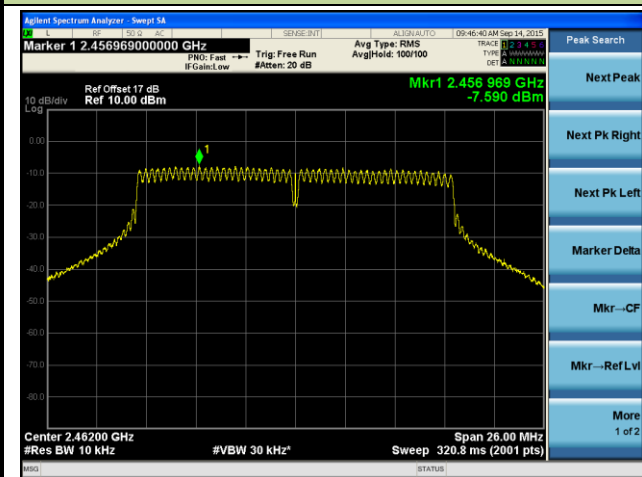 Agilent Spectrum Analyzer - Swept SA
LXI L RF 50 Ω AC SENSE:INT ALIGNAUTO 09:46:40 AM Sep 14, 2015
Marker 1 2.456969000000 GHz
PNO: Fast
IFGain:Low
Trig: Free Run
#Atten: 20 dB
Avg Type: RMS
Avg|Hold: 100/100
TRACE 1 2 3 4 5 6
TYPE A WWWWW
DET A N N N N N
Peak Search
Ref Offset 17 dB
Ref 10.00 dBm
10 dB/div
Log
Mkr1 2.456 969 GHz
-7.590 dBm
1
0.00
-10.0
-20.0
-30.0
-40.0
-50.0
-60.0
-70.0
-80.0
Center 2.46200 GHz
#Res BW 10 kHz
#VBW 30 kHz*
Span 26.00 MHz
Sweep 320.8 ms (2001 pts)
MSG
STATUS
Next Peak
Next Pk Right
Next Pk Left
Marker Delta
Mkr→CF
Mkr→Ref Lvl
More
1 of 2